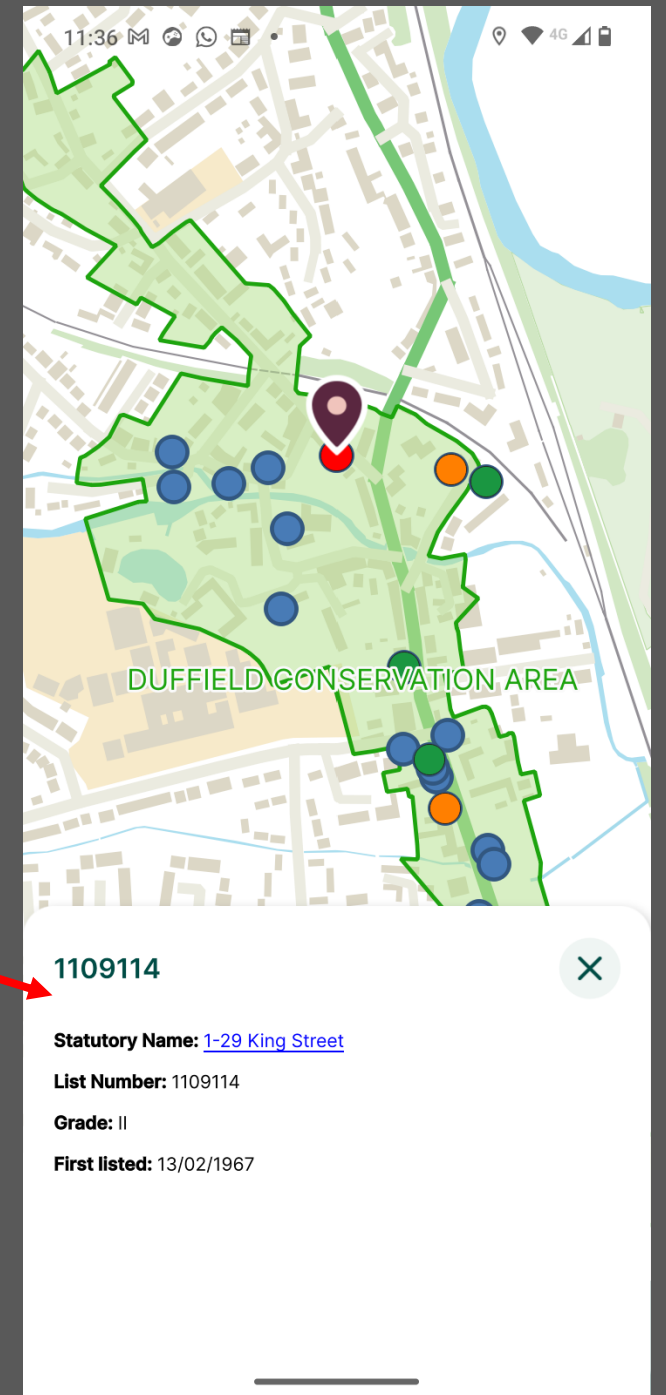 11:36
4G
DUFFIELD CONSERVATION AREA
1109114
Statutory Name: 1-29 King Street
List Number: 1109114
Grade: II
First listed: 13/02/1967